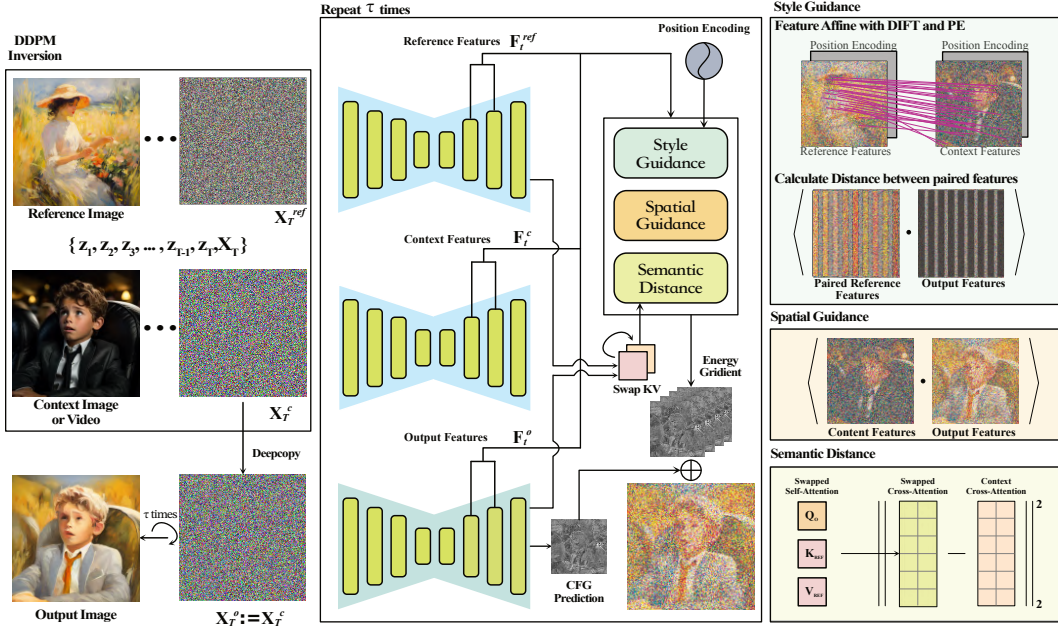 DDPM
Inversion
Reference Image
X_T^ref
{ z_1, z_2, z_3, ... , z_T-1, z_T, X_T }
Context Image
or Video
X_T^c
Deepcopy
τ times
Output Image
X_T^o := X_T^c
Repeat τ times
Reference Features
F_t^ref
Position Encoding
Style
Guidance
Spatial
Guidance
Semantic
Distance
Context Features
F_t^c
Swap KV
Energy
Gridient
Output Features
F_t^o
CFG
Prediction
Style Guidance
Feature Affine with DIFT and PE
Position Encoding
Position Encoding
Reference Features
Context Features
Calculate Distance between paired features
Paired Reference
Features
Output Features
Spatial Guidance
Content Features
Output Features
Semantic Distance
Swapped
Self-Attention
Swapped
Cross-Attention
Context
Cross-Attention
Q_O
K_REF
V_REF
2
2